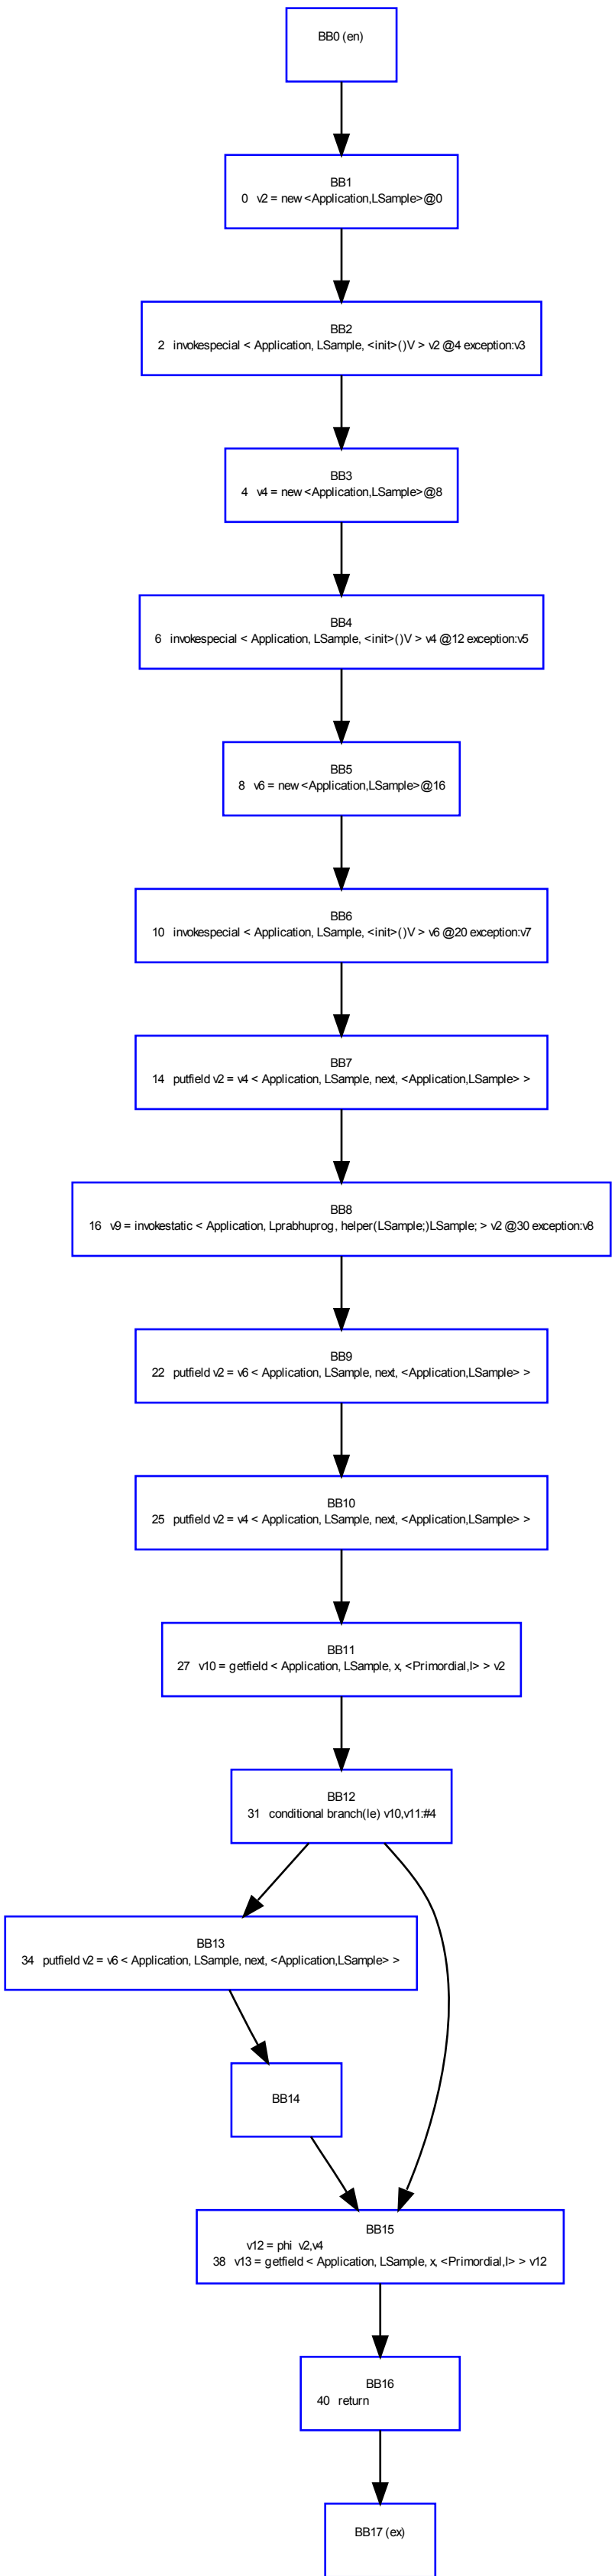 BB0 (en)
BB1
0 v2 = new <Application,LSample>@0
BB2
2 invokespecial < Application, LSample, <init>()V > v2 @4 exception:v3
BB3
4 v4 = new <Application,LSample>@8
BB4
6 invokespecial < Application, LSample, <init>()V > v4 @12 exception:v5
BB5
8 v6 = new <Application,LSample>@16
BB6
10 invokespecial < Application, LSample, <init>()V > v6 @20 exception:v7
BB7
14 putfield v2 = v4 < Application, LSample, next, <Application,LSample> >
BB8
16 v9 = invokestatic < Application, Lprabhuprog, helper(LSample;)LSample; > v2 @30 exception:v8
BB9
22 putfield v2 = v6 < Application, LSample, next, <Application,LSample> >
BB10
25 putfield v2 = v4 < Application, LSample, next, <Application,LSample> >
BB11
27 v10 = getfield < Application, LSample, x, <Primordial,I> > v2
BB12
31 conditional branch(le) v10,v11:#4
BB13
34 putfield v2 = v6 < Application, LSample, next, <Application,LSample> >
BB14
BB15
v12 = phi v2,v4
38 v13 = getfield < Application, LSample, x, <Primordial,I> > v12
BB16
40 return
BB17 (ex)